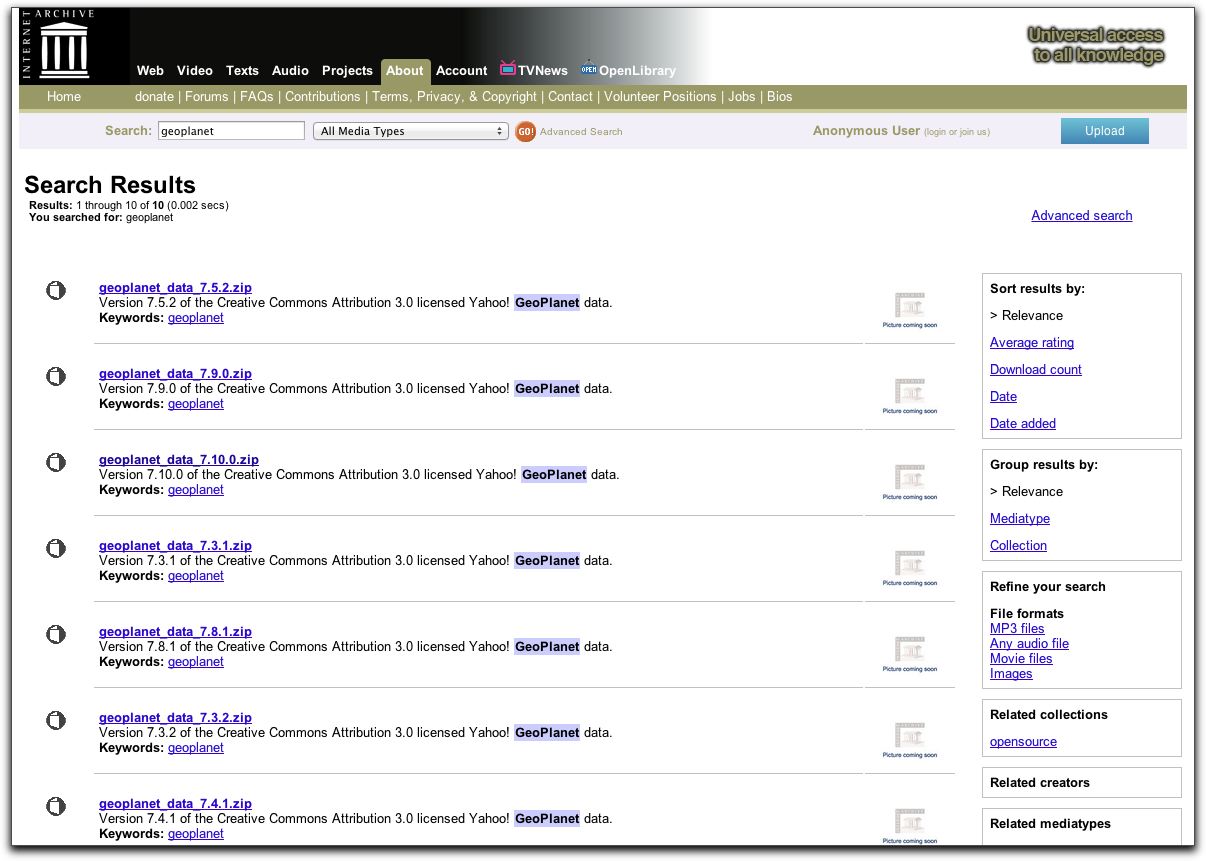 INTERNET ARCHIVE
Universal access
to all knowledge
Web Video Texts Audio Projects About Account TVNews OPEN OpenLibrary
Home donate | Forums | FAQs | Contributions | Terms, Privacy, & Copyright | Contact | Volunteer Positions | Jobs | Bios
Search: geoplanet All Media Types GO! Advanced Search Anonymous User (login or join us) Upload
Search Results
Results: 1 through 10 of 10 (0.002 secs)
You searched for: geoplanet
Advanced search
geoplanet_data_7.5.2.zip
Version 7.5.2 of the Creative Commons Attribution 3.0 licensed Yahoo! GeoPlanet data.
Keywords: geoplanet
Picture coming soon
geoplanet_data_7.9.0.zip
Version 7.9.0 of the Creative Commons Attribution 3.0 licensed Yahoo! GeoPlanet data.
Keywords: geoplanet
Picture coming soon
geoplanet_data_7.10.0.zip
Version 7.10.0 of the Creative Commons Attribution 3.0 licensed Yahoo! GeoPlanet data.
Keywords: geoplanet
Picture coming soon
geoplanet_data_7.3.1.zip
Version 7.3.1 of the Creative Commons Attribution 3.0 licensed Yahoo! GeoPlanet data.
Keywords: geoplanet
Picture coming soon
geoplanet_data_7.8.1.zip
Version 7.8.1 of the Creative Commons Attribution 3.0 licensed Yahoo! GeoPlanet data.
Keywords: geoplanet
Picture coming soon
geoplanet_data_7.3.2.zip
Version 7.3.2 of the Creative Commons Attribution 3.0 licensed Yahoo! GeoPlanet data.
Keywords: geoplanet
Picture coming soon
geoplanet_data_7.4.1.zip
Version 7.4.1 of the Creative Commons Attribution 3.0 licensed Yahoo! GeoPlanet data.
Keywords: geoplanet
Picture coming soon
Sort results by:
> Relevance
Average rating
Download count
Date
Date added
Group results by:
> Relevance
Mediatype
Collection
Refine your search
File formats
MP3 files
Any audio file
Movie files
Images
Related collections
opensource
Related creators
Related mediatypes